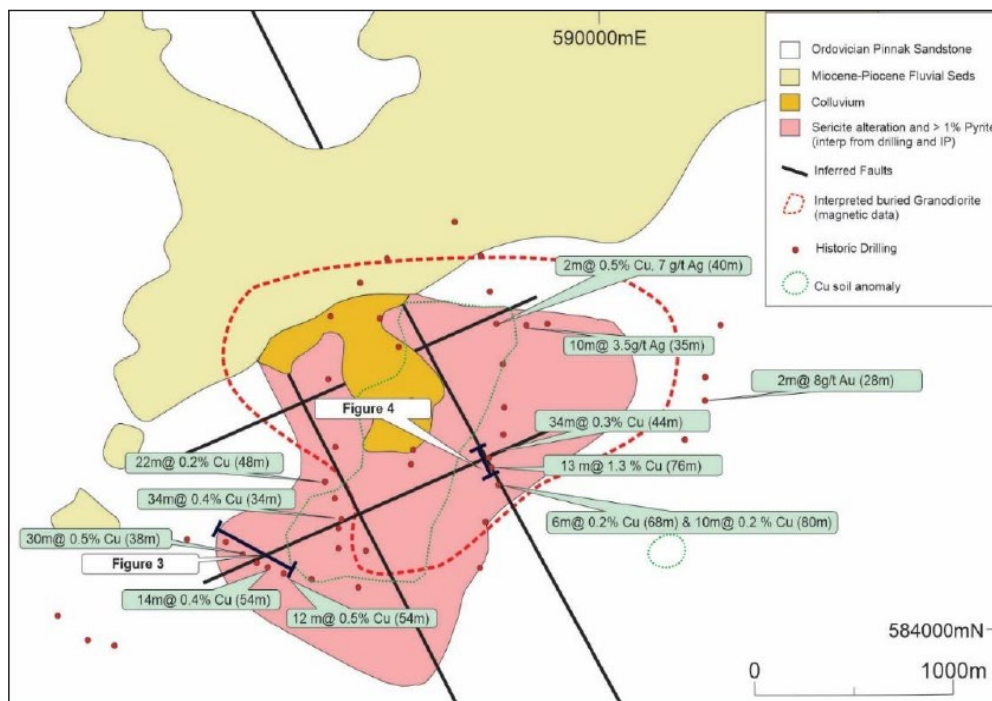 590000mE
Ordovician Pinnak Sandstone
Miocene-Piocene Fluvial Seds
Colluvium
Sericite alteration and > 1% Pyrite
(interp from drilling and IP)
Inferred Faults
Interpreted buried Granodiorite
(magnetic data)
Historic Drilling
Cu soil anomaly
2m@ 0.5% Cu, 7 g/t Ag (40m)
10m@ 3.5g/t Ag (35m)
2m@ 8g/t Au (28m)
Figure 4
34m@ 0.3% Cu (44m)
22m@ 0.2% Cu (48m)
13 m@ 1.3 % Cu (76m)
34m@ 0.4% Cu (34m)
6m@ 0.2% Cu (68m) & 10m@ 0.2 % Cu (80m)
30m@ 0.5% Cu (38m)
Figure 3
14m@ 0.4% Cu (54m)
12 m@ 0.5% Cu (54m)
584000mN
0 1000m